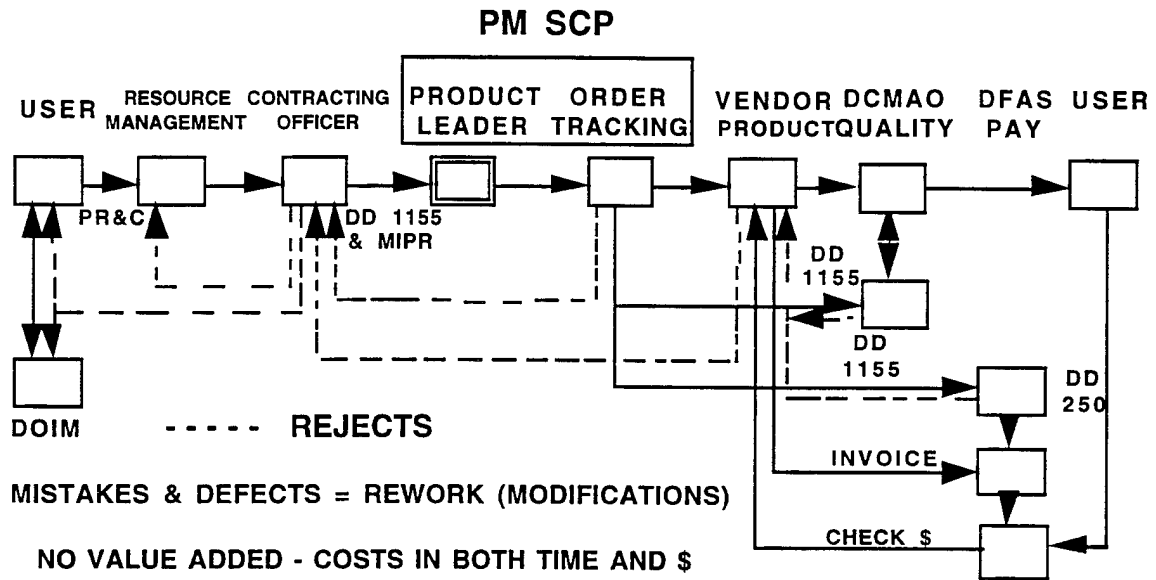 PM SCP
USER
RESOURCE
MANAGEMENT
CONTRACTING
OFFICER
PRODUCT
LEADER
ORDER
TRACKING
VENDOR
PRODUCT
DCMAO
QUALITY
DFAS
PAY
USER
PR&C
DD 1155
& MIPR
DD
1155
DD
1155
DD
250
DOIM
----- REJECTS
INVOICE
MISTAKES & DEFECTS = REWORK (MODIFICATIONS)
CHECK $
NO VALUE ADDED - COSTS IN BOTH TIME AND $